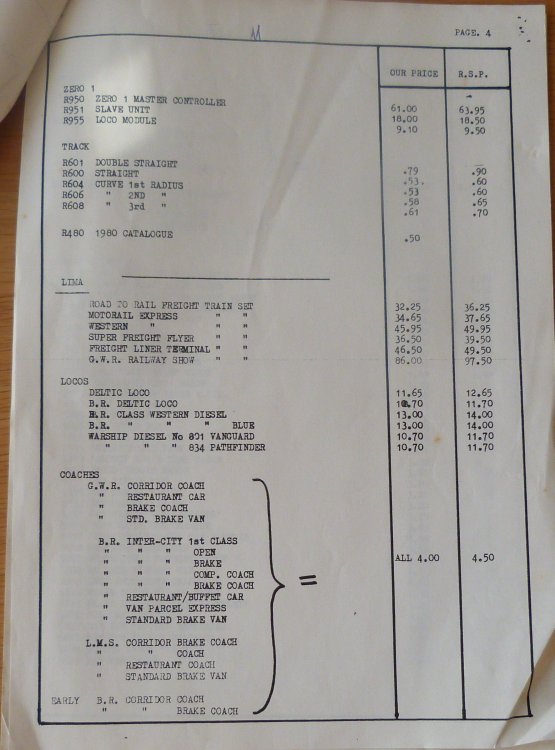 PAGE. 4
OUR PRICE R.S.P.
ZERO 1
R950 ZERO 1 MASTER CONTROLLER 61.00 63.95
R951 SLAVE UNIT 18.00 18.50
R955 LOCO MODULE 9.10 9.50
TRACK
R601 DOUBLE STRAIGHT .79 .90
R600 STRAIGHT .53. .60
R604 CURVE 1st RADIUS .53 .60
R606 " 2ND " .58 .65
R608 " 3rd " .61 .70
R480 1980 CATALOGUE .50
LIMA
ROAD TO RAIL FREIGHT TRAIN SET 32.25 36.25
MOTORAIL EXPRESS " " 34.65 37.65
WESTERN " " " 45.95 49.95
SUPER FREIGHT FLYER " " 36.50 39.50
FREIGHT LINER TERMINAL " " 46.50 49.50
G.W.R. RAILWAY SHOW " " 86.00 97.50
LOCOS
DELTIC LOCO 11.65 12.65
B.R. DELTIC LOCO 10.70 11.70
B.R. CLASS WESTERN DIESEL 13.00 14.00
B.R. " " " BLUE 13.00 14.00
WARSHIP DIESEL No 801 VANGUARD 10.70 11.70
" " " 834 PATHFINDER 10.70 11.70
COACHES
G.W.R. CORRIDOR COACH
" RESTAURANT CAR
" BRAKE COACH
" STD. BRAKE VAN
B.R. INTER-CITY 1st CLASS
" " " OPEN
" " " BRAKE
" " " COMP. COACH
" " " BRAKE COACH
" RESTAURANT/BUFFET CAR
" VAN PARCEL EXPRESS
" STANDARD BRAKE VAN
= ALL 4.00 4.50
L.M.S. CORRIDOR BRAKE COACH
" " COACH
" RESTAURANT COACH
" STANDARD BRAKE VAN
EARLY B.R. CORRIDOR COACH
" " BRAKE COACH